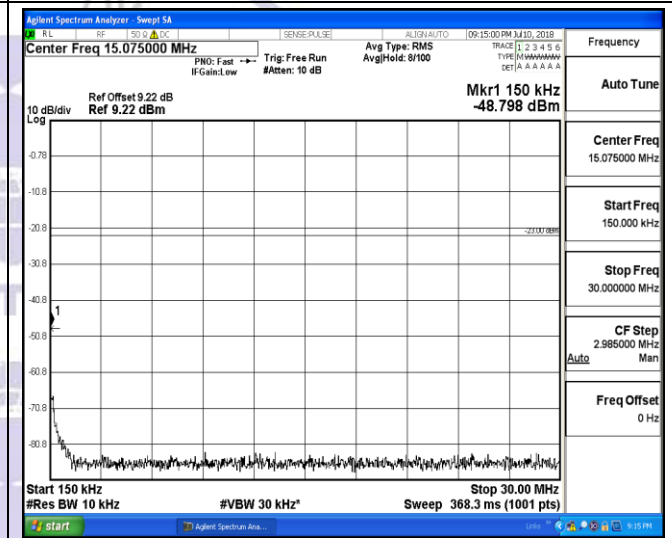 Agilent Spectrum Analyzer - Swept SA
RL RF 50 Ω DC SENSE:PULSE ALIGN AUTO 09:15:00 PM Jul 10, 2018
Center Freq 15.075000 MHz
PNO: Fast
IFGain:Low
Trig: Free Run
#Atten: 10 dB
Avg Type: RMS
Avg|Hold: 8/100
TRACE 1 2 3 4 5 6
TYPE M WWWWW
DET A A A A A A
Ref Offset 9.22 dB
Ref 9.22 dBm
10 dB/div
Log
Mkr1 150 kHz
-48.798 dBm
-0.78
-10.8
-20.8
-23.00 dBm
-30.8
-40.8
1
-50.8
-60.8
-70.8
-80.8
Start 150 kHz
#Res BW 10 kHz
#VBW 30 kHz*
Stop 30.00 MHz
Sweep 368.3 ms (1001 pts)
Frequency
Auto Tune
Center Freq
15.075000 MHz
Start Freq
150.000 kHz
Stop Freq
30.000000 MHz
CF Step
2.985000 MHz
Auto Man
Freq Offset
0 Hz
start
Agilent Spectrum Ana...
Links
9:15 PM